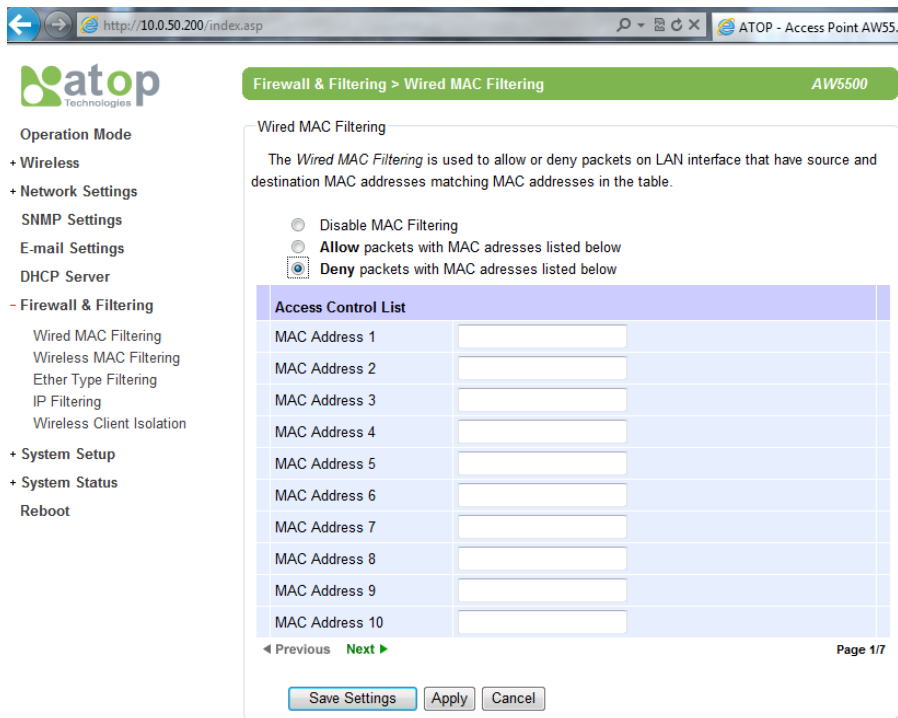 http://10.0.50.200/index.asp
ATOP - Access Point AW55.
atop
Technologies
Firewall & Filtering > Wired MAC Filtering AW5500
Operation Mode
+ Wireless
+ Network Settings
SNMP Settings
E-mail Settings
DHCP Server
- Firewall & Filtering
Wired MAC Filtering
Wireless MAC Filtering
Ether Type Filtering
IP Filtering
Wireless Client Isolation
+ System Setup
+ System Status
Reboot
Wired MAC Filtering
The Wired MAC Filtering is used to allow or deny packets on LAN interface that have source and
destination MAC addresses matching MAC addresses in the table.
Disable MAC Filtering
Allow packets with MAC adresses listed below
Deny packets with MAC adresses listed below
Access Control List
MAC Address 1
MAC Address 2
MAC Address 3
MAC Address 4
MAC Address 5
MAC Address 6
MAC Address 7
MAC Address 8
MAC Address 9
MAC Address 10
Previous Next Page 1/7
Save Settings Apply Cancel